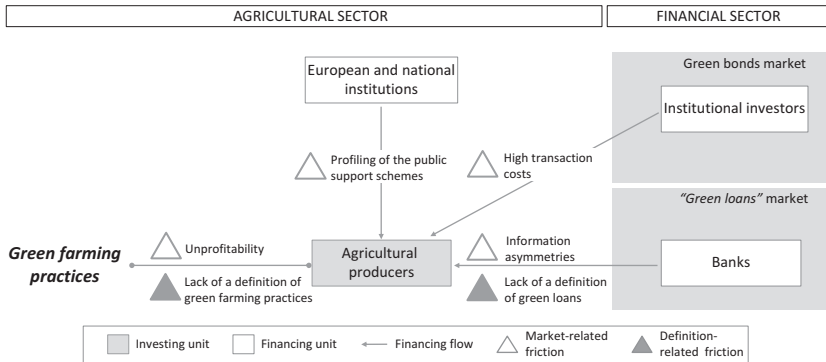 AGRICULTURAL SECTOR
FINANCIAL SECTOR
European and national
institutions
Green bonds market
Institutional investors
Profiling of the public
support schemes
High transaction
costs
“Green loans” market
Green farming
practices
Unprofitability
Lack of a definition of
green farming practices
Agricultural
producers
Information
asymmetries
Lack of a definition
of green loans
Banks
Investing unit
Financing unit
Financing flow
Market-related
friction
Definition-
related friction